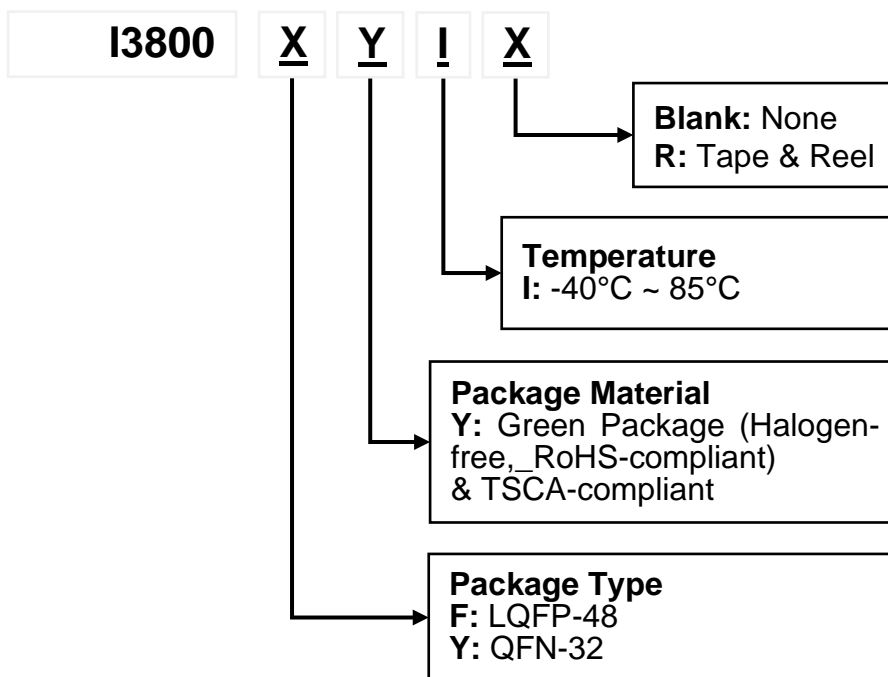 I3800 X Y I X
Blank: None
R: Tape & Reel
Temperature
I: -40°C ~ 85°C
Package Material
Y: Green Package (Halogen-
free,_RoHS-compliant)
& TSCA-compliant
Package Type
F: LQFP-48
Y: QFN-32